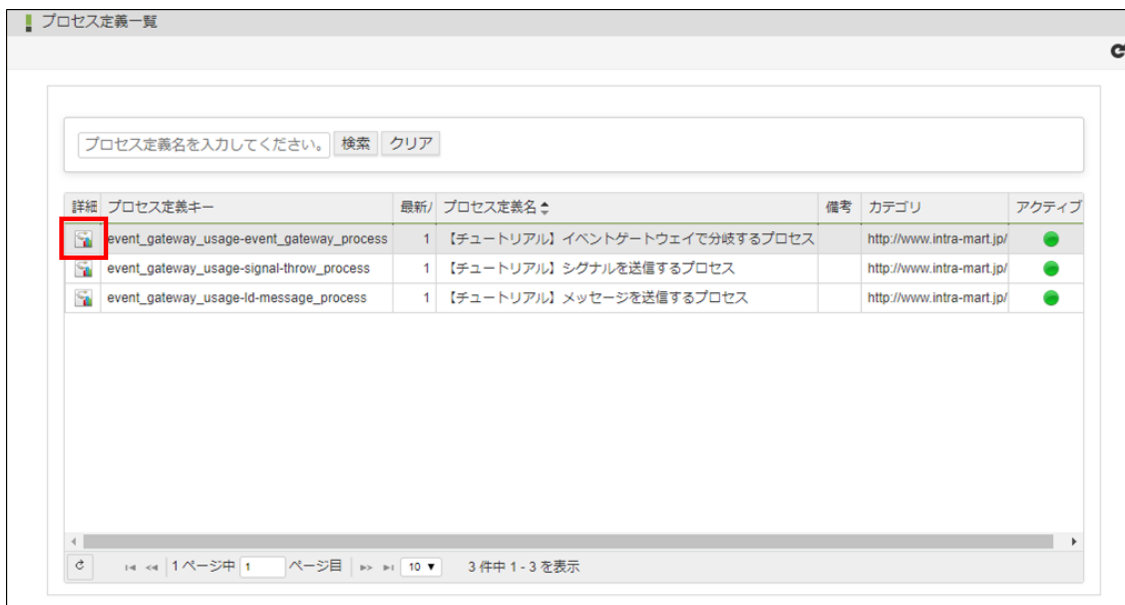 プロセス定義一覧
プロセス定義名を入力してください。 検索 クリア
詳細 プロセス定義キー 最新/ プロセス定義名 備考 カテゴリ アクティブ
event_gateway_usage-event_gateway_process 1 【チュートリアル】イベントゲートウェイで分岐するプロセス http://www.intra-mart.jp/
event_gateway_usage-signal-throw_process 1 【チュートリアル】シグナルを送信するプロセス http://www.intra-mart.jp/
event_gateway_usage-ld-message_process 1 【チュートリアル】メッセージを送信するプロセス http://www.intra-mart.jp/
1 ページ中 1 ページ目 10 3 件中 1 - 3 を表示